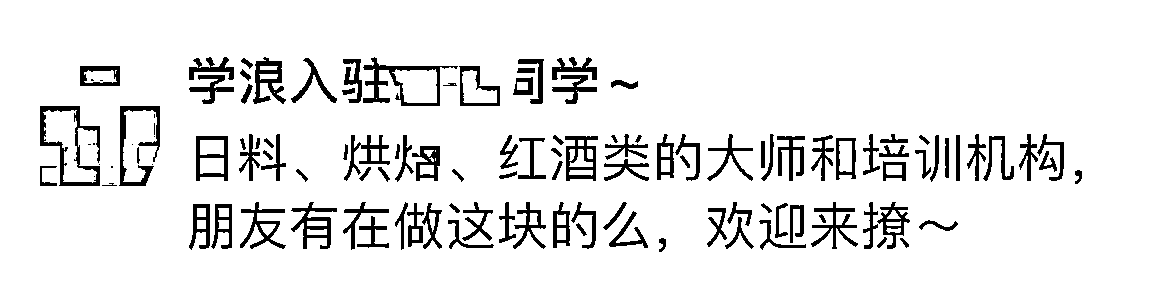 学浪入驻 同学～
日料、烘焙、红酒类的大师和培训机构，
朋友有在做这块的么，欢迎来撩～